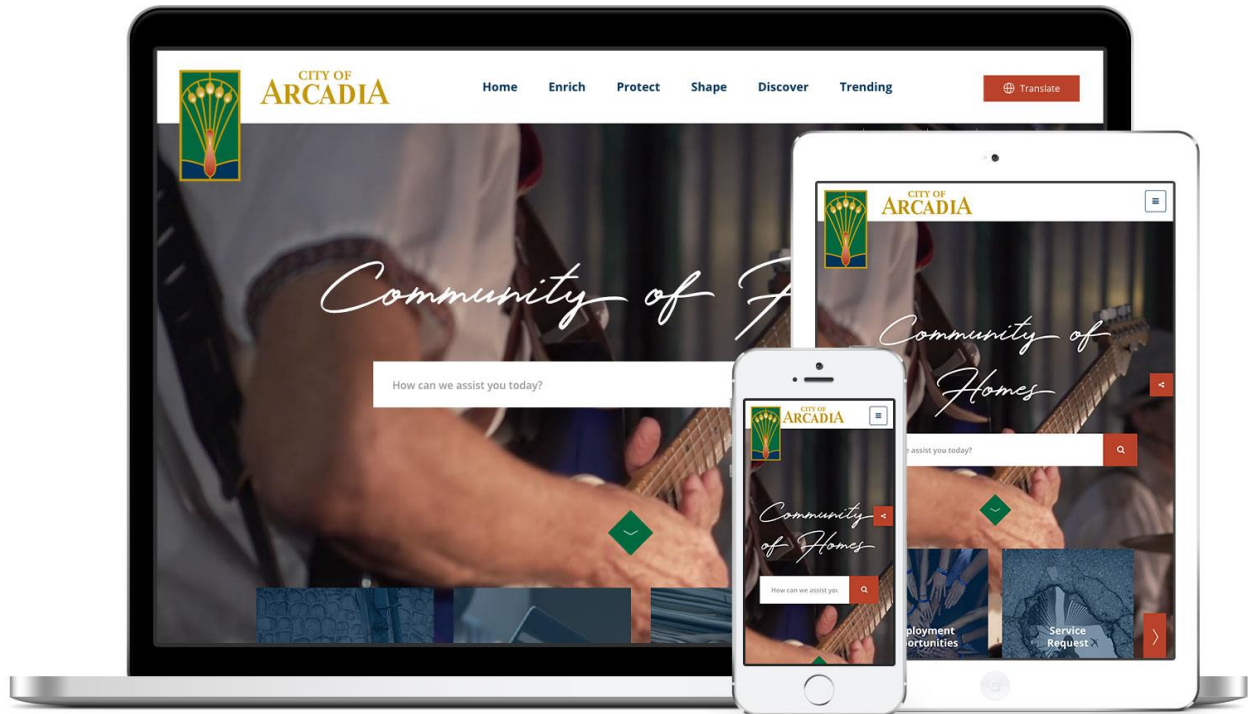 CITY OF
ARCADIA
Home Enrich Protect Shape Discover Trending
Translate
Community of
How can we assist you today?
CITY OF
ARCADIA
Community of
Homes
assist you today?
Service
Request
CITY OF
ARCADIA
Community
of Homes
How can we assist you